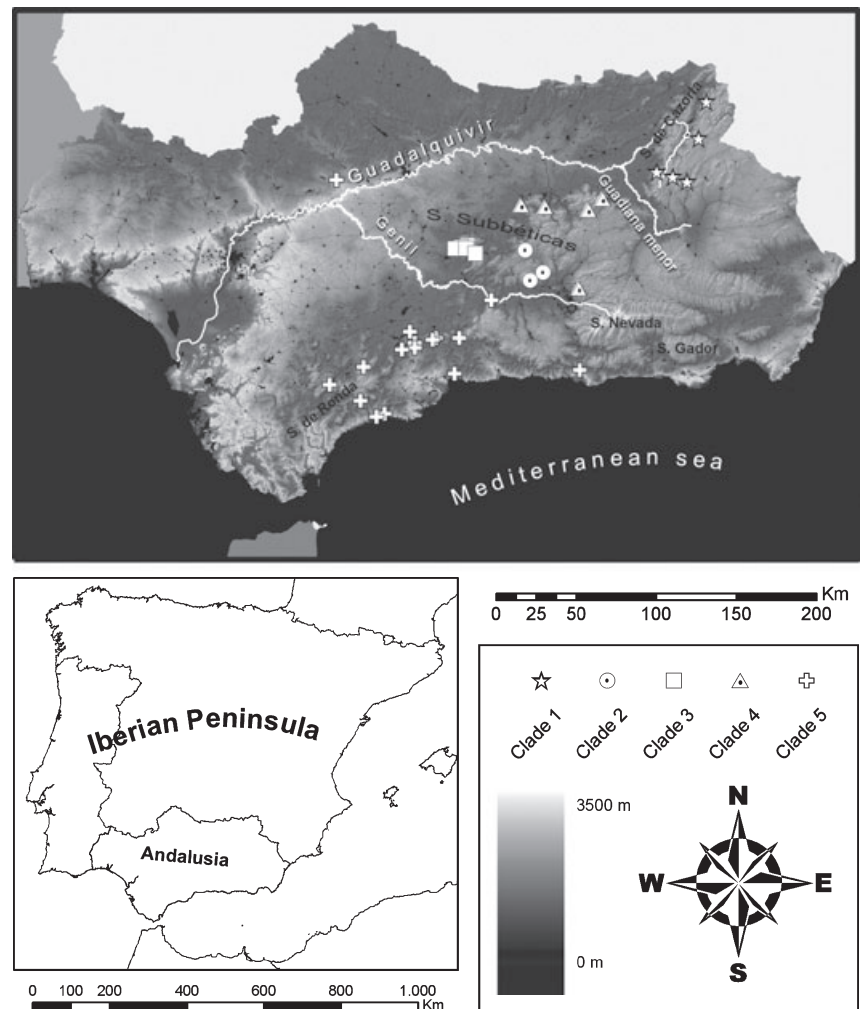 S. de Cazorla
Guadalquivir
Guadiana menor
S Subbéticas
Genil
S. Nevada
S. Gador
S. de Ronda
Mediterranean sea
Iberian Peninsula
Andalusia
0 100 200 400 600 800 1.000
Km
Km
0 25 50 100 150 200
Clade 1 Clade 2 Clade 3 Clade 4 Clade 5
3500 m
0 m
N
W E
S